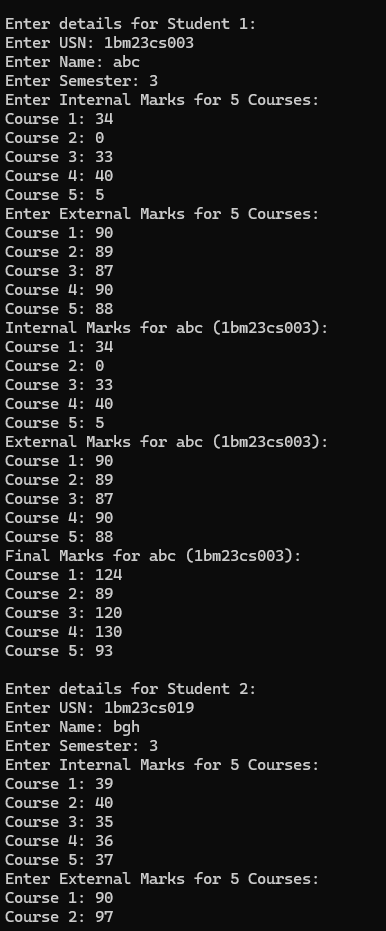 Enter details for Student 1:
Enter USN: 1bm23cs003
Enter Name: abc
Enter Semester: 3
Enter Internal Marks for 5 Courses:
Course 1: 34
Course 2: 0
Course 3: 33
Course 4: 40
Course 5: 5
Enter External Marks for 5 Courses:
Course 1: 90
Course 2: 89
Course 3: 87
Course 4: 90
Course 5: 88
Internal Marks for abc (1bm23cs003):
Course 1: 34
Course 2: 0
Course 3: 33
Course 4: 40
Course 5: 5
External Marks for abc (1bm23cs003):
Course 1: 90
Course 2: 89
Course 3: 87
Course 4: 90
Course 5: 88
Final Marks for abc (1bm23cs003):
Course 1: 124
Course 2: 89
Course 3: 120
Course 4: 130
Course 5: 93
Enter details for Student 2:
Enter USN: 1bm23cs019
Enter Name: bgh
Enter Semester: 3
Enter Internal Marks for 5 Courses:
Course 1: 39
Course 2: 40
Course 3: 35
Course 4: 36
Course 5: 37
Enter External Marks for 5 Courses:
Course 1: 90
Course 2: 97